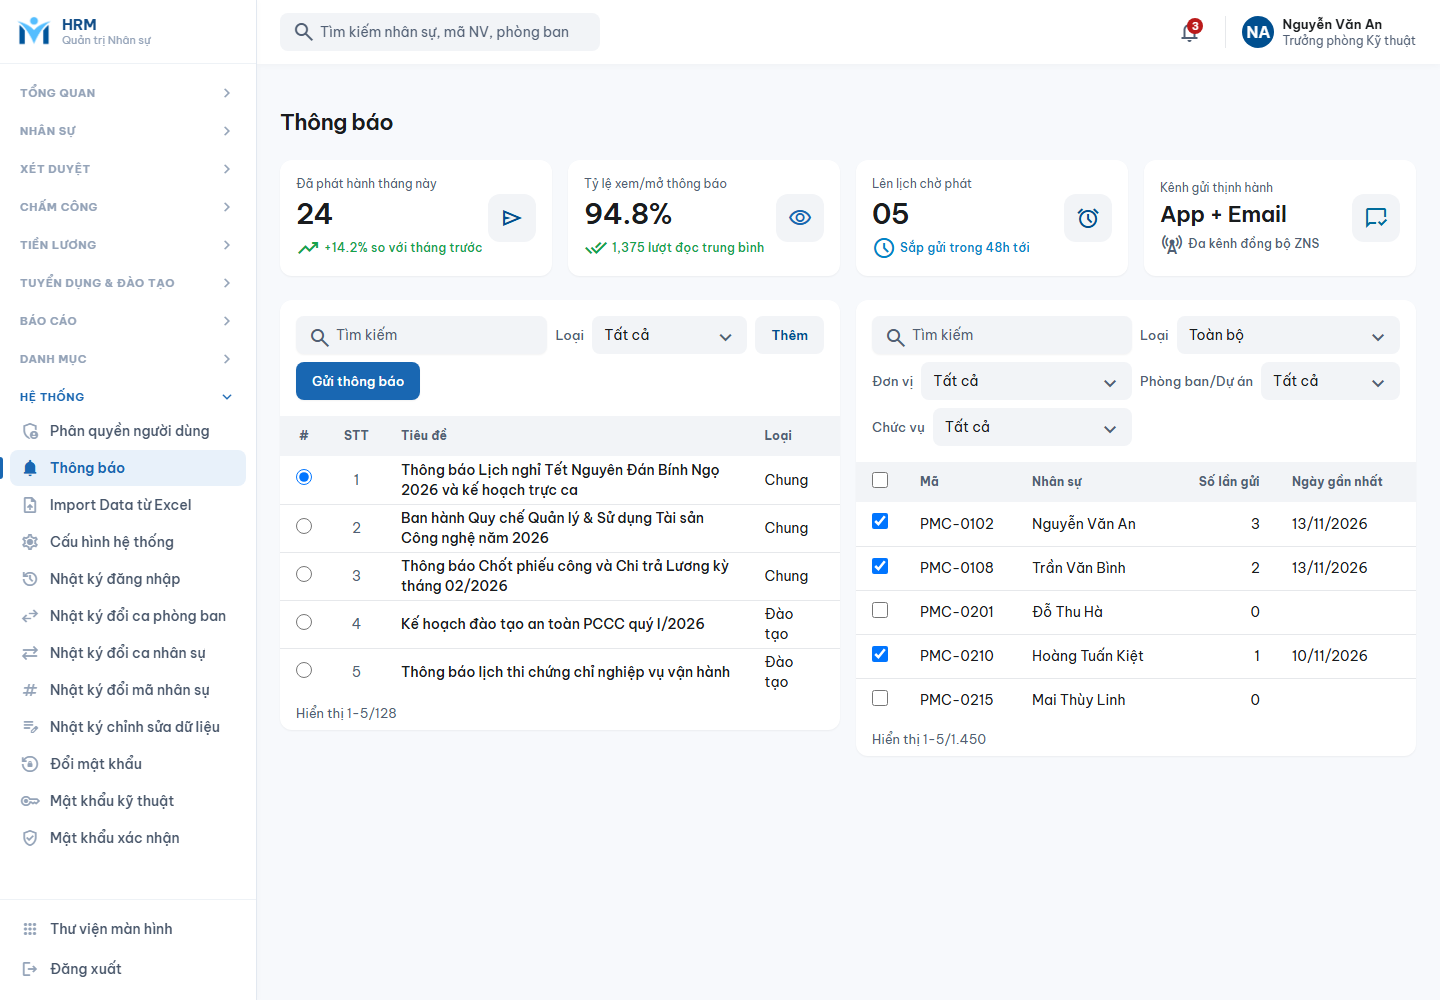 HRM
Quản trị Nhân sự
TỔNG QUAN
NHÂN SỰ
XÉT DUYỆT
CHẤM CÔNG
TIỀN LƯƠNG
TUYỂN DỤNG & ĐÀO TẠO
BÁO CÁO
DANH MỤC
HỆ THỐNG
Phân quyền người dùng
Thông báo
Import Data từ Excel
Cấu hình hệ thống
Nhật ký đăng nhập
Nhật ký đổi ca phòng ban
Nhật ký đổi ca nhân sự
Nhật ký đổi mã nhân sự
Nhật ký chỉnh sửa dữ liệu
Đổi mật khẩu
Mật khẩu kỹ thuật
Mật khẩu xác nhận
Thư viện màn hình
Đăng xuất
Tìm kiếm nhân sự, mã NV, phòng ban
3
NA
Nguyễn Văn An
Trưởng phòng Kỹ thuật
Thông báo
Đã phát hành tháng này
24
+14.2% so với tháng trước
Tỷ lệ xem/mở thông báo
94.8%
1,375 lượt đọc trung bình
Lên lịch chờ phát
05
Sắp gửi trong 48h tới
Kênh gửi thịnh hành
App + Email
Đa kênh đồng bộ ZNS
Tìm kiếm Loại Tất cả Thêm
Gửi thông báo
# STT Tiêu đề Loại
1 Thông báo Lịch nghỉ Tết Nguyên Đán Bính Ngọ 2026 và kế hoạch trực ca Chung
2 Ban hành Quy chế Quản lý & Sử dụng Tài sản Công nghệ năm 2026 Chung
3 Thông báo Chốt phiếu công và Chi trả Lương kỳ tháng 02/2026 Chung
4 Kế hoạch đào tạo an toàn PCCC quý I/2026 Đào tạo
5 Thông báo lịch thi chứng chỉ nghiệp vụ vận hành Đào tạo
Hiển thị 1-5/128
Tìm kiếm Loại Toàn bộ
Đơn vị Tất cả Phòng ban/Dự án Tất cả
Chức vụ Tất cả
Mã Nhân sự Số lần gửi Ngày gần nhất
PMC-0102 Nguyễn Văn An 3 13/11/2026
PMC-0108 Trần Văn Bình 2 13/11/2026
PMC-0201 Đỗ Thu Hà 0
PMC-0210 Hoàng Tuấn Kiệt 1 10/11/2026
PMC-0215 Mai Thùy Linh 0
Hiển thị 1-5/1.450